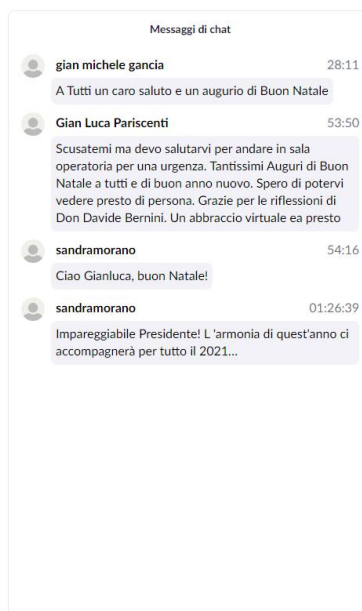 Messaggi di chat
gian michele gancia 28:11
A Tutti un caro saluto e un augurio di Buon Natale
Gian Luca Pariscenti 53:50
Scusatemi ma devo salutarvi per andare in sala
operatoria per una urgenza. Tantissimi Auguri di Buon
Natale a tutti e di buon anno nuovo. Spero di potervi
vedere presto di persona. Grazie per le riflessioni di
Don Davide Bernini. Un abbraccio virtuale ea presto
sandramorano 54:16
Ciao Gianluca, buon Natale!
sandramorano 01:26:39
Impareggiabile Presidente! L 'armonia di quest'anno ci
accompagnerà per tutto il 2021...